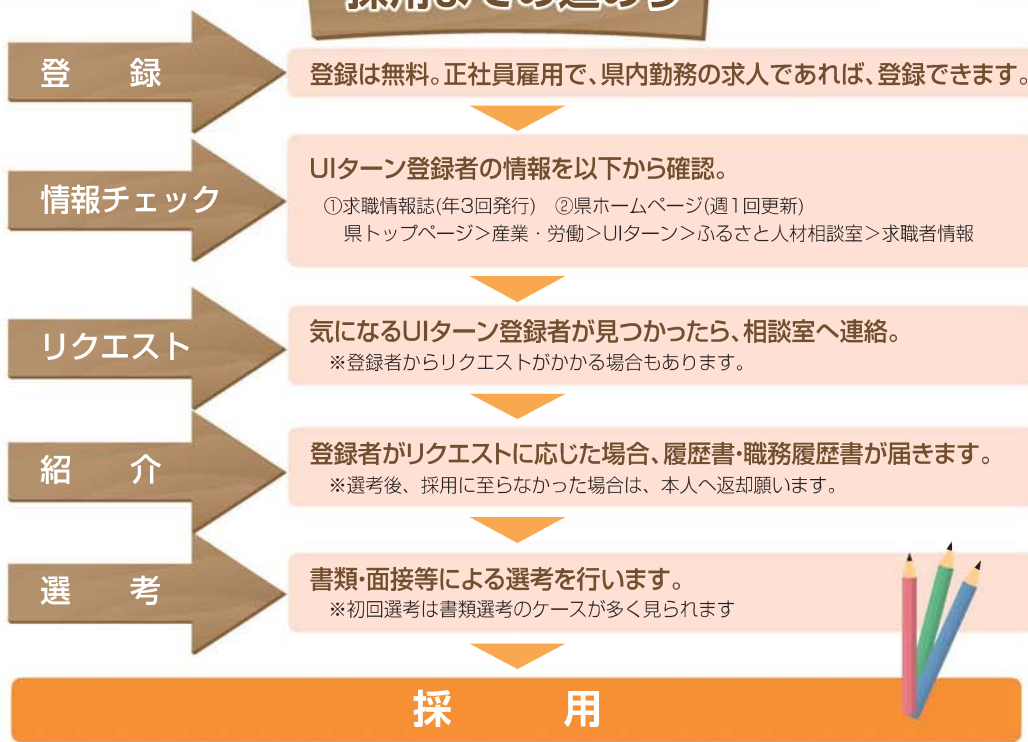 採用までの進め方
登　録
登録は無料。正社員雇用で、県内勤務の求人であれば、登録できます。
情報チェック
UIターン登録者の情報を以下から確認。
①求職情報誌(年3回発行)　②県ホームページ(週1回更新)
県トップページ>産業・労働>UIターン>ふるさと人材相談室>求職者情報
リクエスト
気になるUIターン登録者が見つかったら、相談室へ連絡。
※登録者からリクエストがかかる場合もあります。
紹　介
登録者がリクエストに応じた場合、履歴書・職務履歴書が届きます。
※選考後、採用に至らなかった場合は、本人へ返却願います。
選　考
書類・面接等による選考を行います。
※初回選考は書類選考のケースが多く見られます
採　用